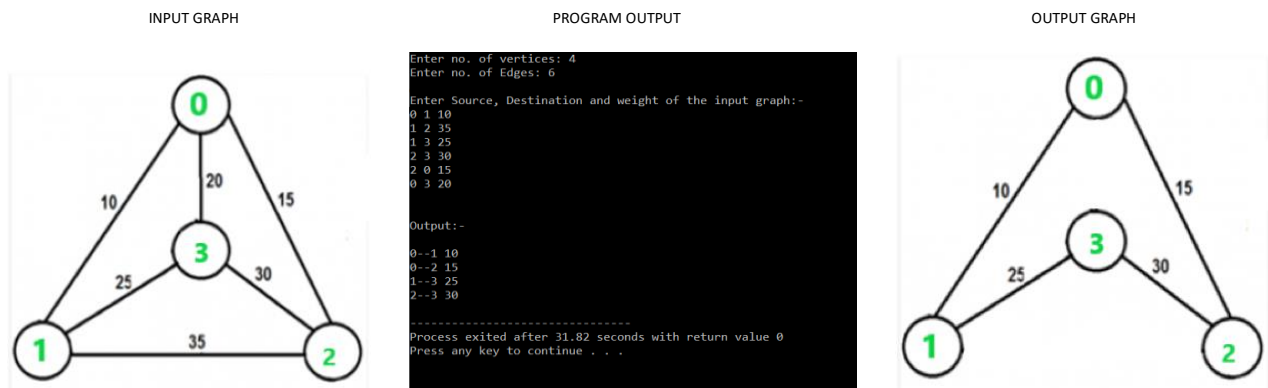 INPUT GRAPH
0
20
10
15
3
25
30
1
35
2
PROGRAM OUTPUT
Enter no. of vertices: 4
Enter no. of Edges: 6
Enter Source, Destination and weight of the input graph:-
0 1 10
1 2 35
1 3 25
2 3 30
2 0 15
0 3 20
Output:-
0--1 10
0--2 15
1--3 25
2--3 30
--------------------------------
Process exited after 31.82 seconds with return value 0
Press any key to continue . . .
OUTPUT GRAPH
0
10
15
3
25
30
1
2